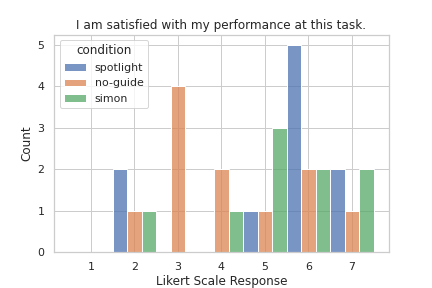 I am satisfied with my performance at this task.
5
4
3
2
1
0
Count
condition
spotlight
no-guide
simon
1 2 3 4 5 6 7
Likert Scale Response